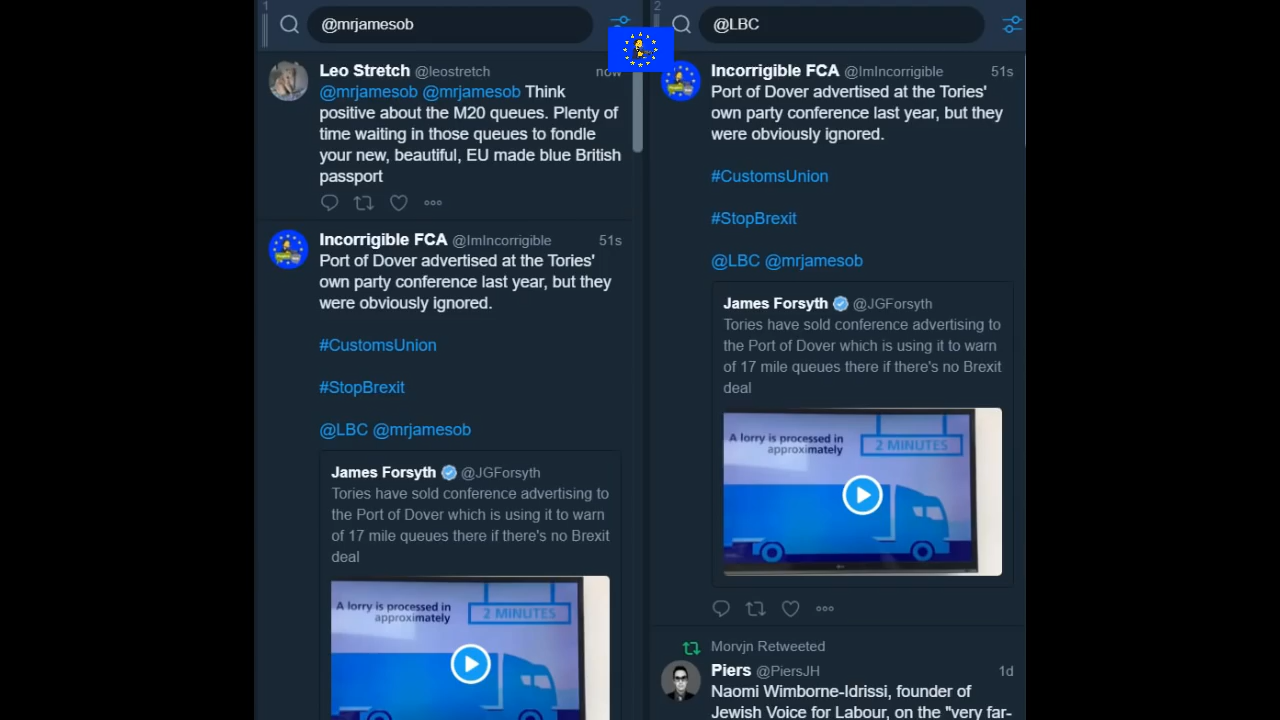 1
@mrjamesob
Leo Stretch @leostretch now
@mrjamesob @mrjamesob Think
positive about the M20 queues. Plenty of
time waiting in those queues to fondle
your new, beautiful, EU made blue British
passport
Incorrigible FCA @ImIncorrigible 51s
Port of Dover advertised at the Tories'
own party conference last year, but they
were obviously ignored.
#CustomsUnion
#StopBrexit
@LBC @mrjamesob
James Forsyth @JGForsyth
Tories have sold conference advertising to
the Port of Dover which is using it to warn
of 17 mile queues there if there's no Brexit
deal
A lorry is processed in
approximately
2 MINUTES
2
@LBC
Incorrigible FCA @ImIncorrigible 51s
Port of Dover advertised at the Tories'
own party conference last year, but they
were obviously ignored.
#CustomsUnion
#StopBrexit
@LBC @mrjamesob
James Forsyth @JGForsyth
Tories have sold conference advertising to
the Port of Dover which is using it to warn
of 17 mile queues there if there's no Brexit
deal
A lorry is processed in
approximately
2 MINUTES
Morvjn Retweeted
Piers @PiersJH 1d
Naomi Wimborne-Idrissi, founder of
Jewish Voice for Labour, on the "very far-